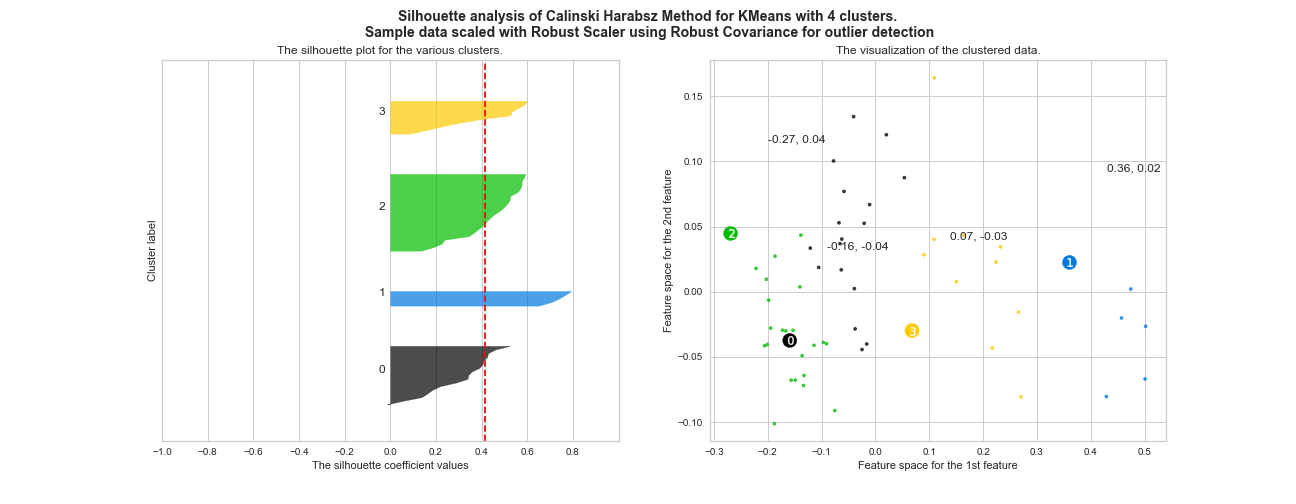 Silhouette analysis of Calinski Harabsz Method for KMeans with 4 clusters.
Sample data scaled with Robust Scaler using Robust Covariance for outlier detection
The silhouette plot for the various clusters.
3
2
1
0
Cluster label
−1.0 −0.8 −0.6 −0.4 −0.2 0.0 0.2 0.4 0.6 0.8
The silhouette coefficient values
The visualization of the clustered data.
0.15
0.10
0.05
0.00
−0.05
−0.10
Feature space for the 2nd feature
-0.27, 0.04
0.36, 0.02
0.07, -0.03
-0.16, -0.04
2
1
3
0
−0.3 −0.2 −0.1 0.0 0.1 0.2 0.3 0.4 0.5
Feature space for the 1st feature